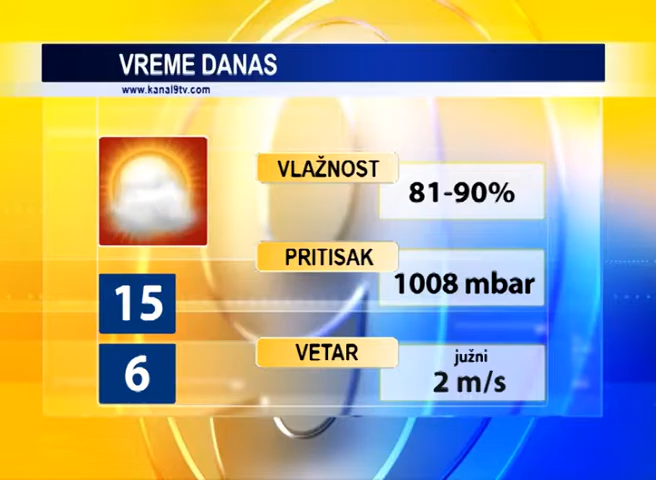 VREME DANAS
www.kanal9tv.com
VLAŽNOST
81-90%
PRITISAK
1008 mbar
15
VETAR
južni
2 m/s
6